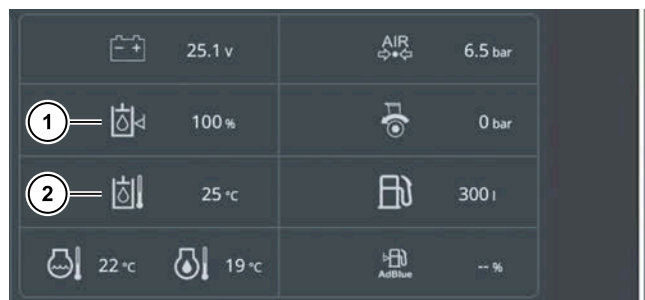 25.1 v
AIR
6.5 bar
1
100 %
0 bar
2
25 °C
300 l
22 °C
19 °C
AdBlue
-- %